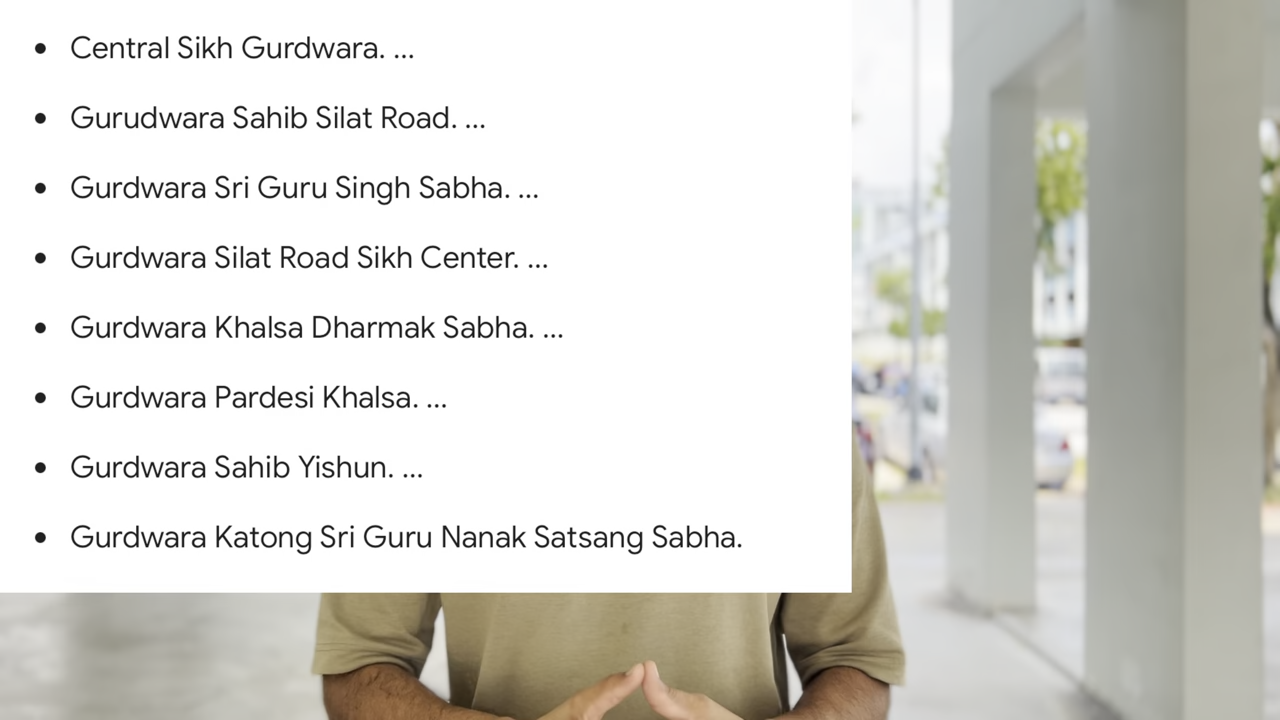 • Central Sikh Gurdwara. ...
• Gurudwara Sahib Silat Road. ...
• Gurdwara Sri Guru Singh Sabha. ...
• Gurdwara Silat Road Sikh Center. ...
• Gurdwara Khalsa Dharmak Sabha. ...
• Gurdwara Pardesi Khalsa. ...
• Gurdwara Sahib Yishun. ...
• Gurdwara Katong Sri Guru Nanak Satsang Sabha.